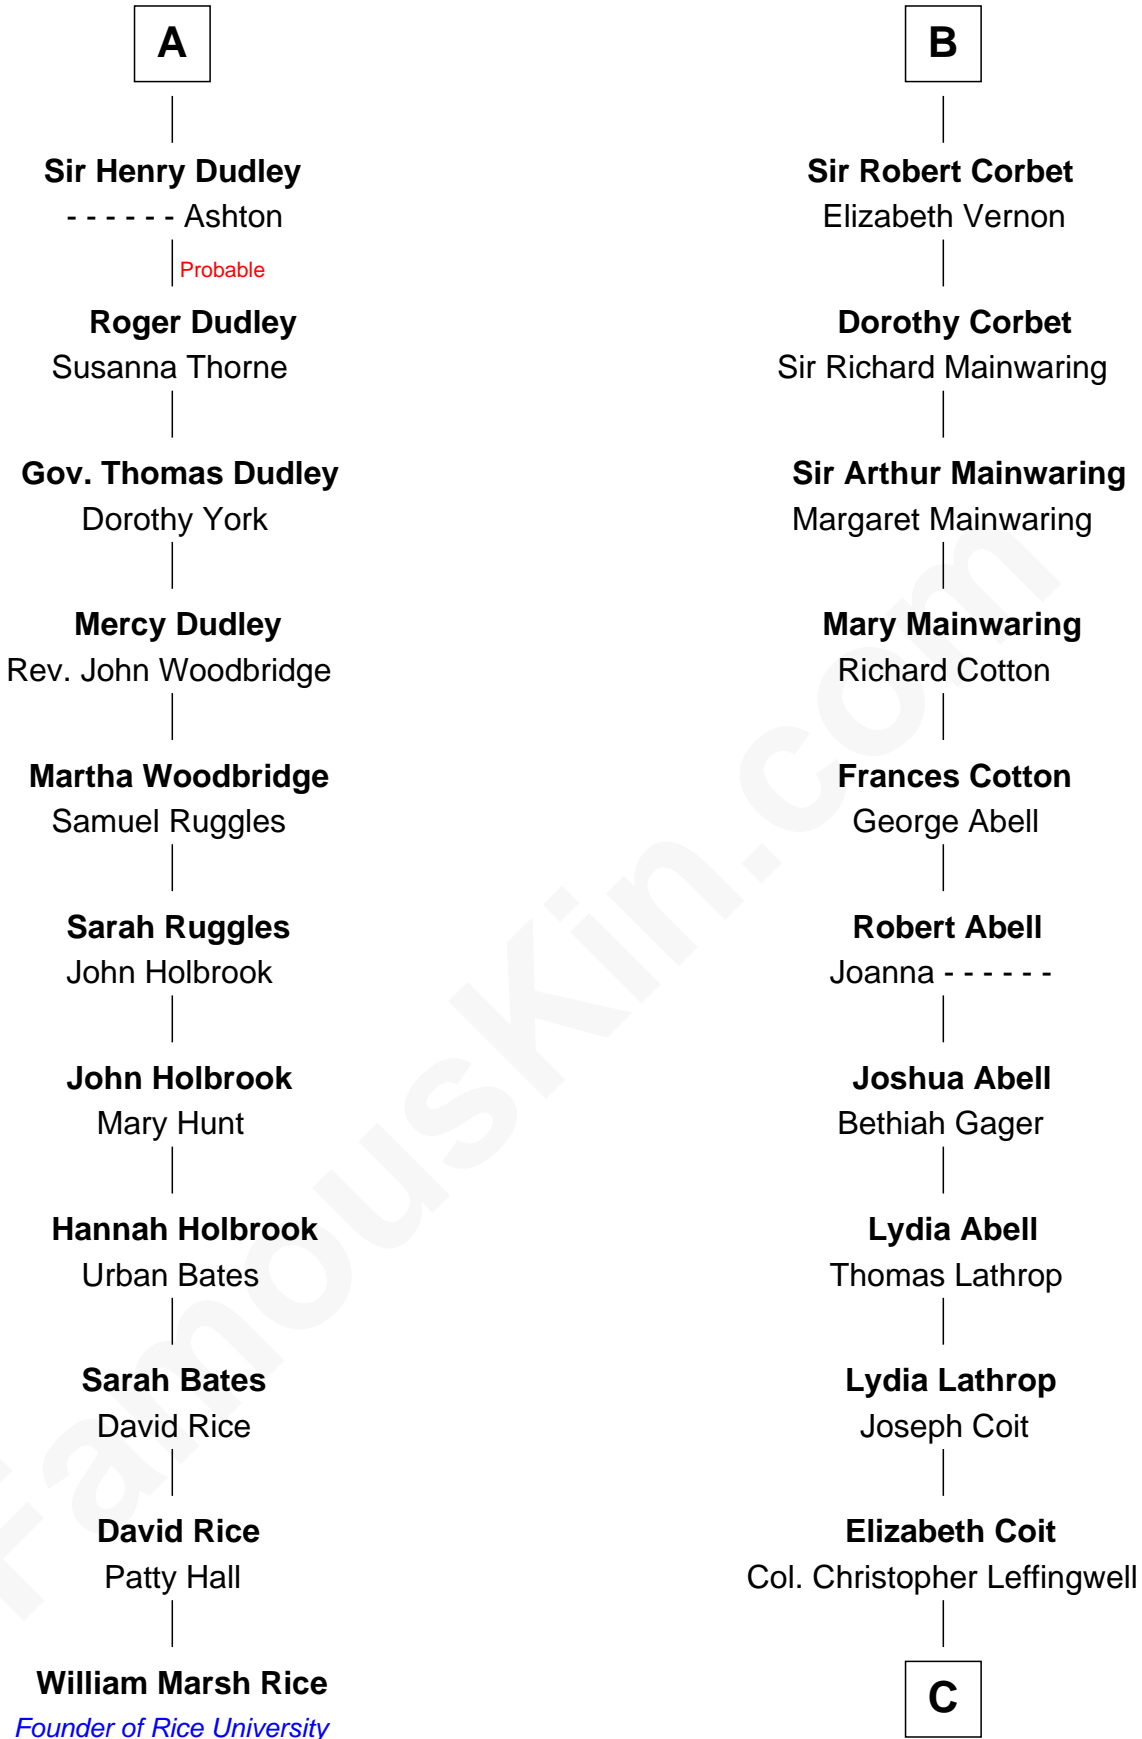 A
Sir Henry Dudley
- - - - - - Ashton
Probable
Roger Dudley
Susanna Thorne
Gov. Thomas Dudley
Dorothy York
Mercy Dudley
Rev. John Woodbridge
Martha Woodbridge
Samuel Ruggles
Sarah Ruggles
John Holbrook
John Holbrook
Mary Hunt
Hannah Holbrook
Urban Bates
Sarah Bates
David Rice
David Rice
Patty Hall
William Marsh Rice
Founder of Rice University
B
Sir Robert Corbet
Elizabeth Vernon
Dorothy Corbet
Sir Richard Mainwaring
Sir Arthur Mainwaring
Margaret Mainwaring
Mary Mainwaring
Richard Cotton
Frances Cotton
George Abell
Robert Abell
Joanna - - - - - -
Joshua Abell
Bethiah Gager
Lydia Abell
Thomas Lathrop
Lydia Lathrop
Joseph Coit
Elizabeth Coit
Col. Christopher Leffingwell
C
FamousKin.com